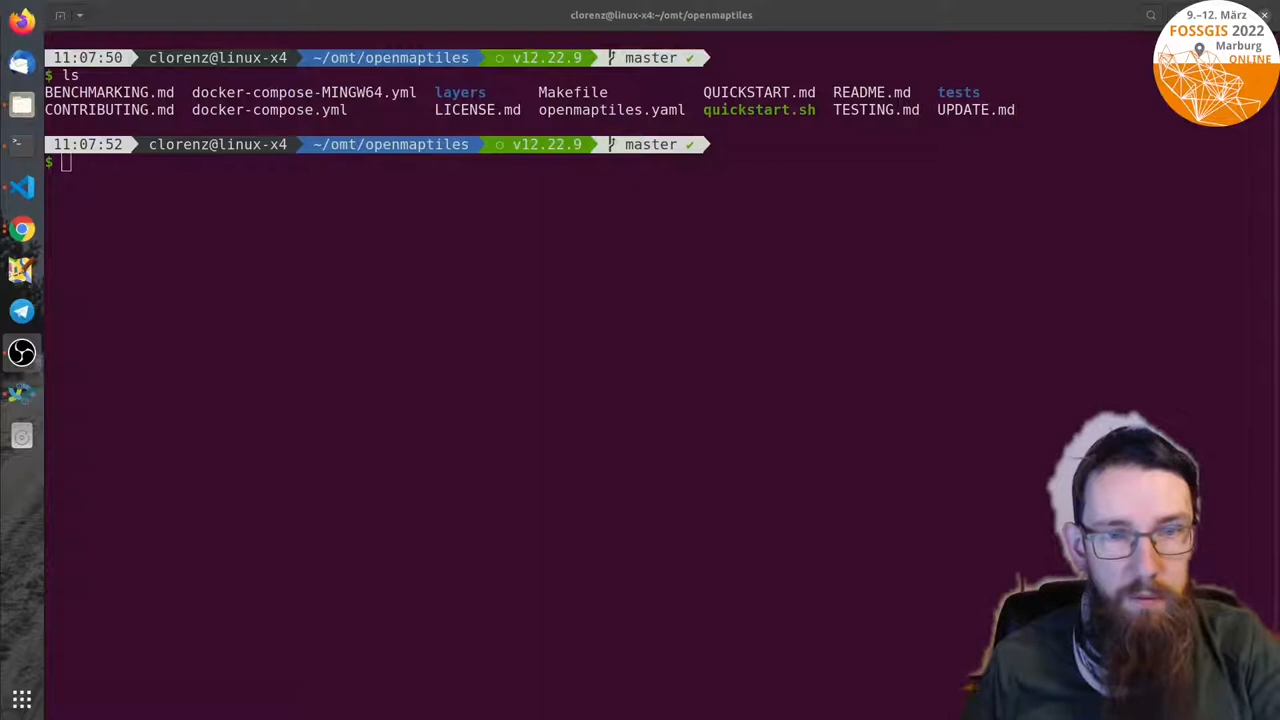 clorenz@linux-x4:~/omt/openmaptiles
9.–12. März
FOSSGIS 2022
Marburg
ONLINE
11:07:50 clorenz@linux-x4 ~/omt/openmaptiles v12.22.9 master ✔
$ ls
BENCHMARKING.md docker-compose-MINGW64.yml layers Makefile QUICKSTART.md README.md tests
CONTRIBUTING.md docker-compose.yml LICENSE.md openmaptiles.yaml quickstart.sh TESTING.md UPDATE.md
11:07:52 clorenz@linux-x4 ~/omt/openmaptiles v12.22.9 master ✔
$